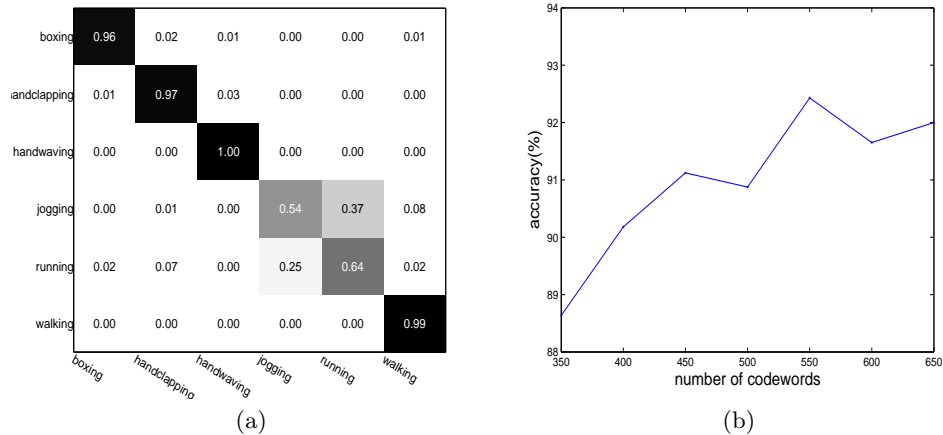 boxing 0.96 0.02 0.01 0.00 0.00 0.01
andclapping 0.01 0.97 0.03 0.00 0.00 0.00
handwaving 0.00 0.00 1.00 0.00 0.00 0.00
jogging 0.00 0.01 0.00 0.54 0.37 0.08
running 0.02 0.07 0.00 0.25 0.64 0.02
walking 0.00 0.00 0.00 0.00 0.00 0.99
boxing handclapping handwaving jogging running walking
(a)
94
93
92
91
90
89
88
accuracy(%)
350 400 450 500 550 600 650
number of codewords
(b)